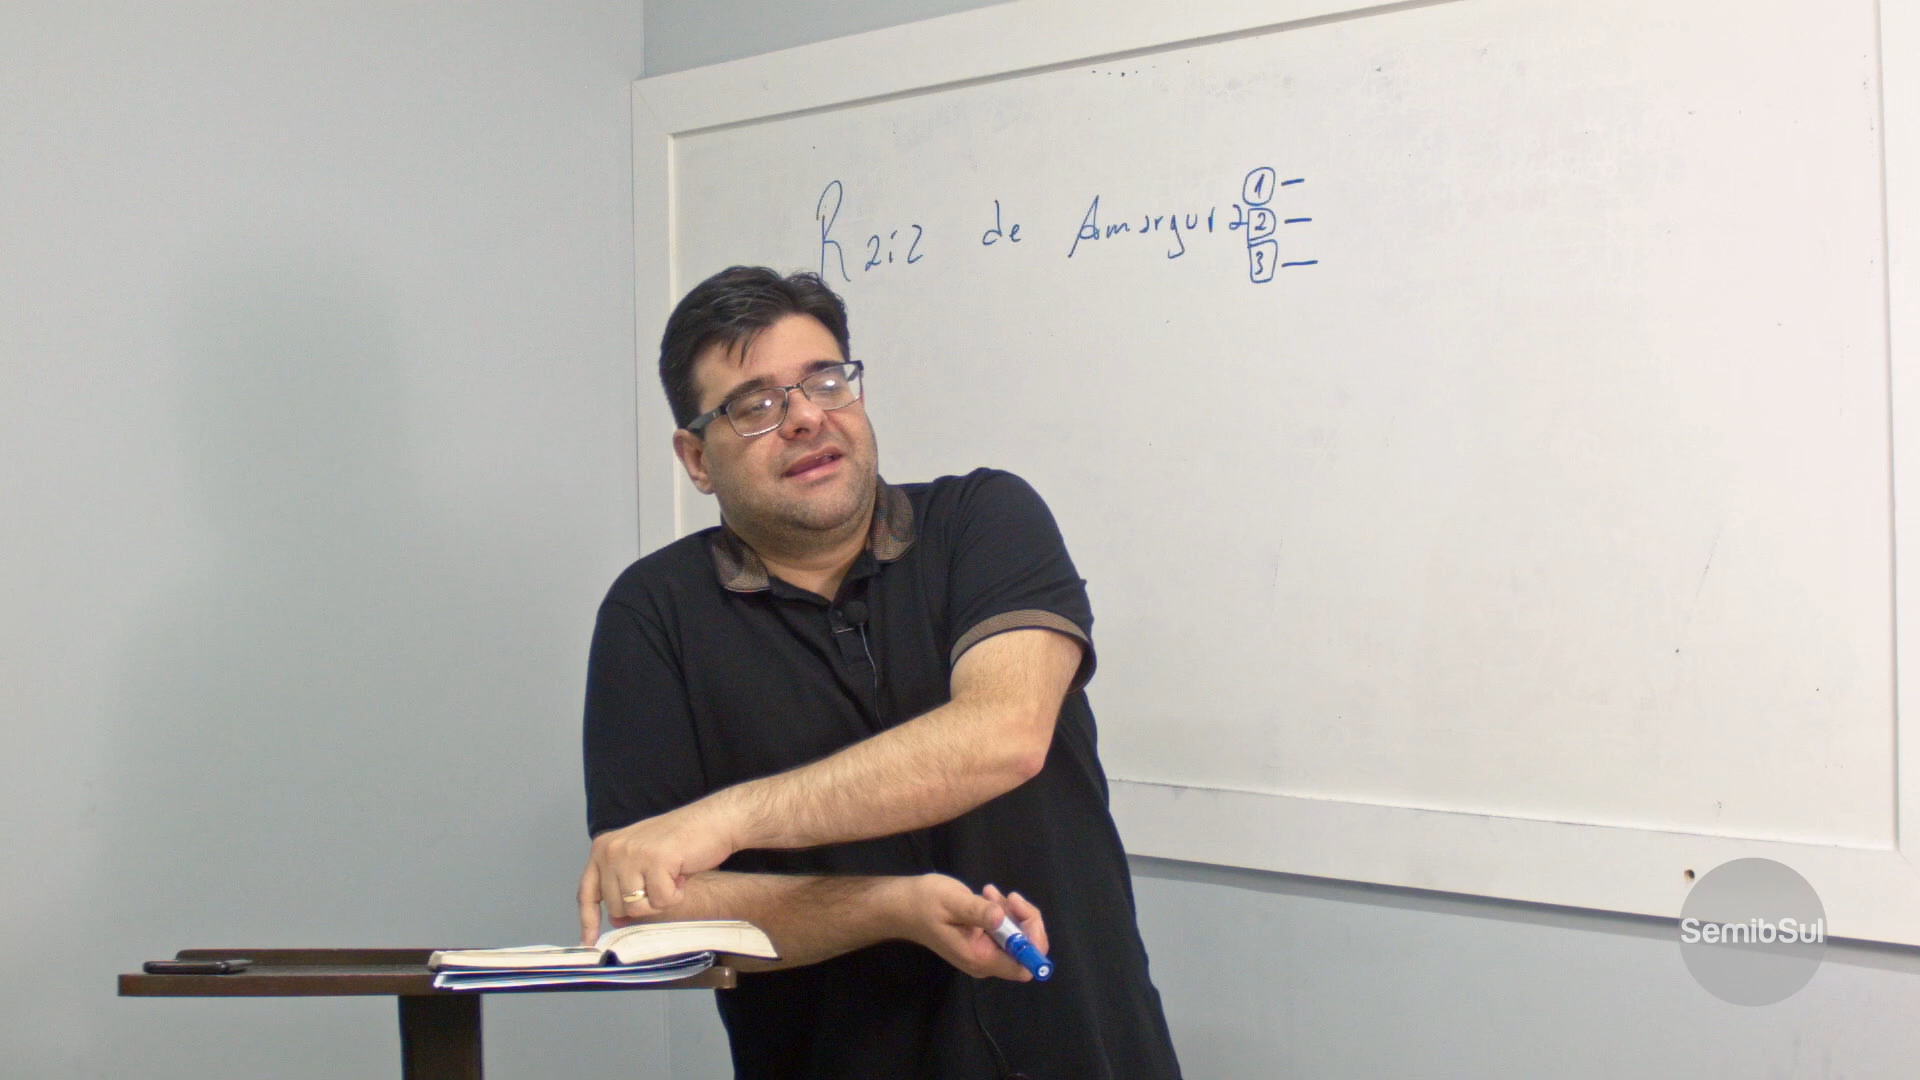 Raiz de Amargura
1 —
2 —
3 —
SemibSul